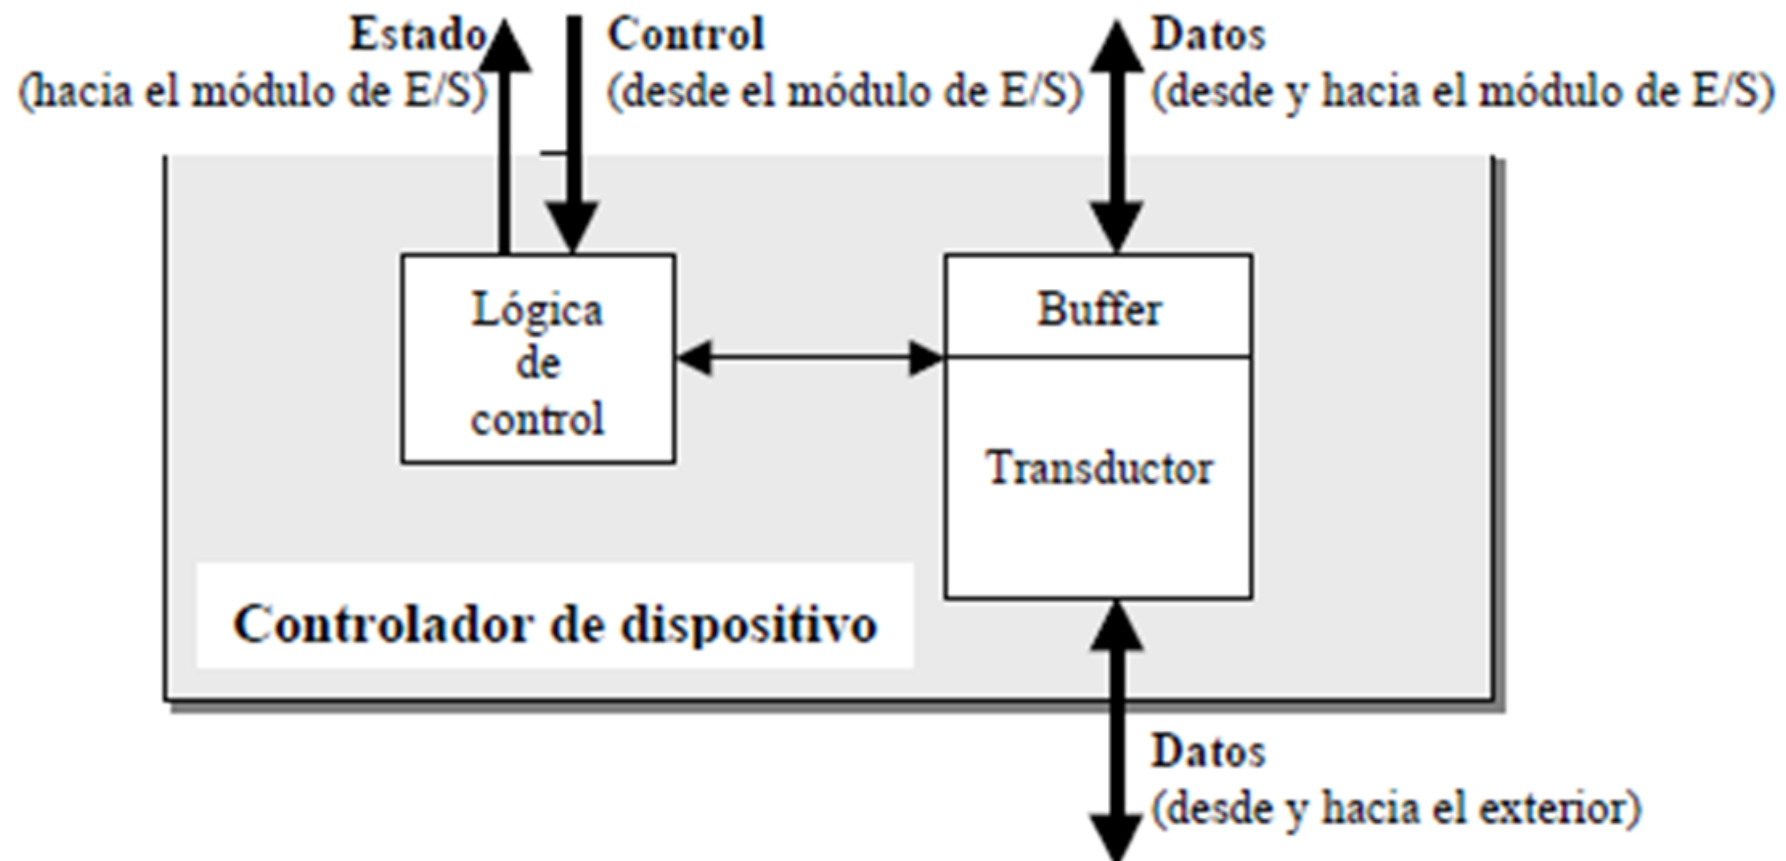 Estado
(hacia el módulo de E/S)
Control
(desde el módulo de E/S)
Datos
(desde y hacia el módulo de E/S)
Lógica
de
control
Buffer
Transductor
Controlador de dispositivo
Datos
(desde y hacia el exterior)